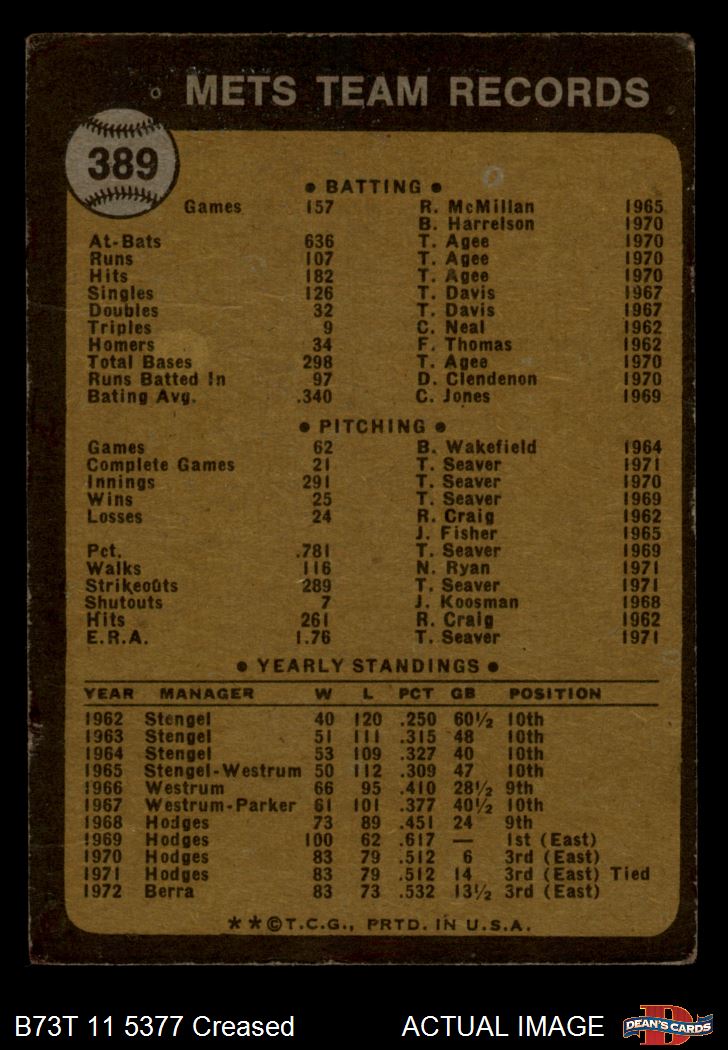 METS TEAM RECORDS
389
● BATTING ●
Games 157 R. McMillan 1965
B. Harrelson 1970
At-Bats 636 T. Agee 1970
Runs 107 T. Agee 1970
Hits 182 T. Agee 1970
Singles 126 T. Davis 1967
Doubles 32 T. Davis 1967
Triples 9 C. Neal 1962
Homers 34 F. Thomas 1962
Total Bases 298 T. Agee 1970
Runs Batted In 97 D. Clendenon 1970
Bating Avg. .340 C. Jones 1969
● PITCHING ●
Games 62 B. Wakefield 1964
Complete Games 21 T. Seaver 1971
Innings 291 T. Seaver 1970
Wins 25 T. Seaver 1969
Losses 24 R. Craig 1962
J. Fisher 1965
Pct. .781 T. Seaver 1969
Walks 116 N. Ryan 1971
Strikeouts 289 T. Seaver 1971
Shutouts 7 J. Koosman 1968
Hits 261 R. Craig 1962
E.R.A. 1.76 T. Seaver 1971
● YEARLY STANDINGS ●
YEAR MANAGER W L PCT GB POSITION
1962 Stengel 40 120 .250 60½ 10th
1963 Stengel 51 111 .315 48 10th
1964 Stengel 53 109 .327 40 10th
1965 Stengel-Westrum 50 112 .309 47 10th
1966 Westrum 66 95 .410 28½ 9th
1967 Westrum-Parker 61 101 .377 40½ 10th
1968 Hodges 73 89 .451 24 9th
1969 Hodges 100 62 .617 — 1st (East)
1970 Hodges 83 79 .512 6 3rd (East)
1971 Hodges 83 79 .512 14 3rd (East) Tied
1972 Berra 83 73 .532 13½ 3rd (East)
**©T.C.G., PRTD. IN U.S.A.
B73T 11 5377 Creased ACTUAL IMAGE
DEAN'S CARDS